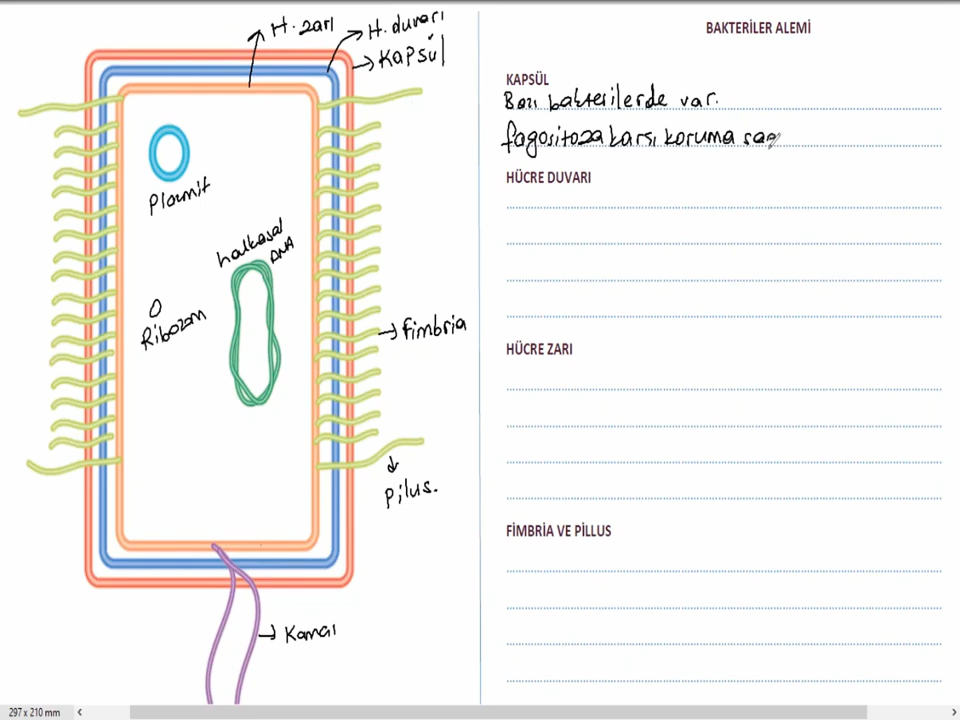 H. zarı
H. duvarı
Kapsül
Plazmit
halkasal
DNA
Ribozom
fimbria
Pilus.
Kamçı
BAKTERİLER ALEMİ
KAPSÜL
Bazı bakterilerde var.
fagositoza karşı koruma sağ
HÜCRE DUVARI
HÜCRE ZARI
FİMBRİA VE PİLLUS
297 x 210 mm